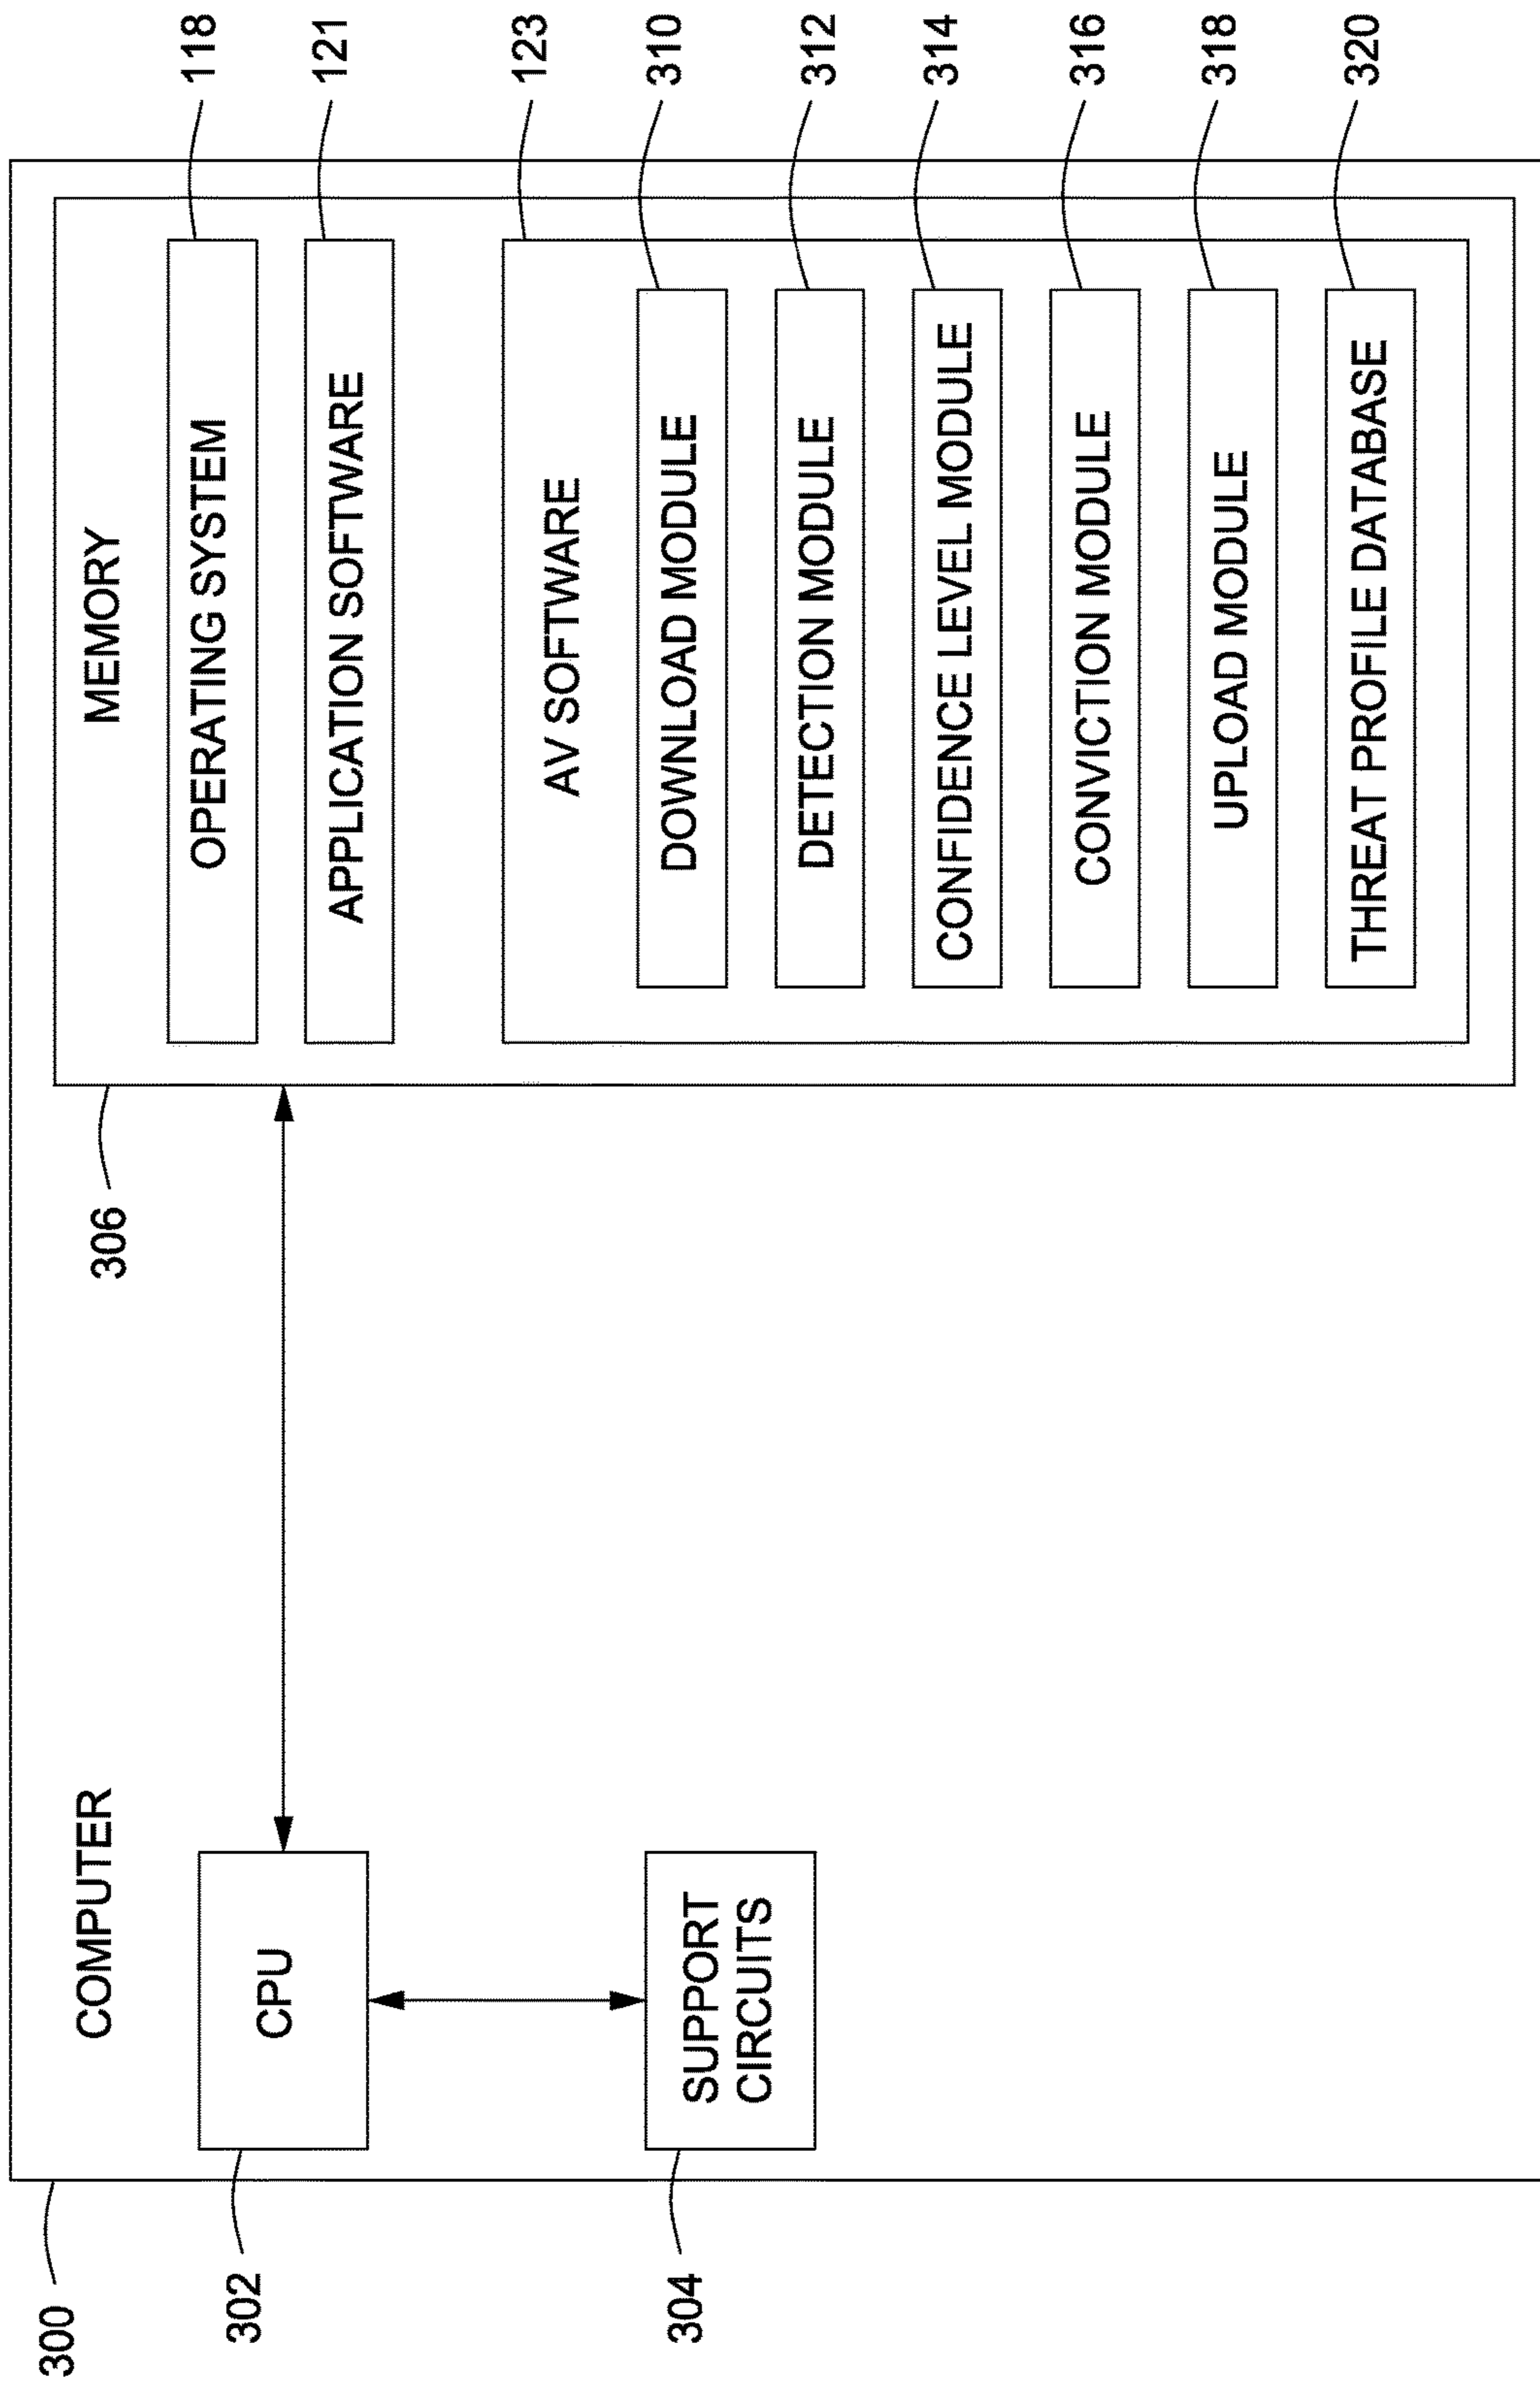 300
COMPUTER
302
CPU
304
SUPPORT
CIRCUITS
306
MEMORY
OPERATING SYSTEM
118
APPLICATION SOFTWARE
121
AV SOFTWARE
123
DOWNLOAD MODULE
310
DETECTION MODULE
312
CONFIDENCE LEVEL MODULE
314
CONVICTION MODULE
316
UPLOAD MODULE
318
THREAT PROFILE DATABASE
320